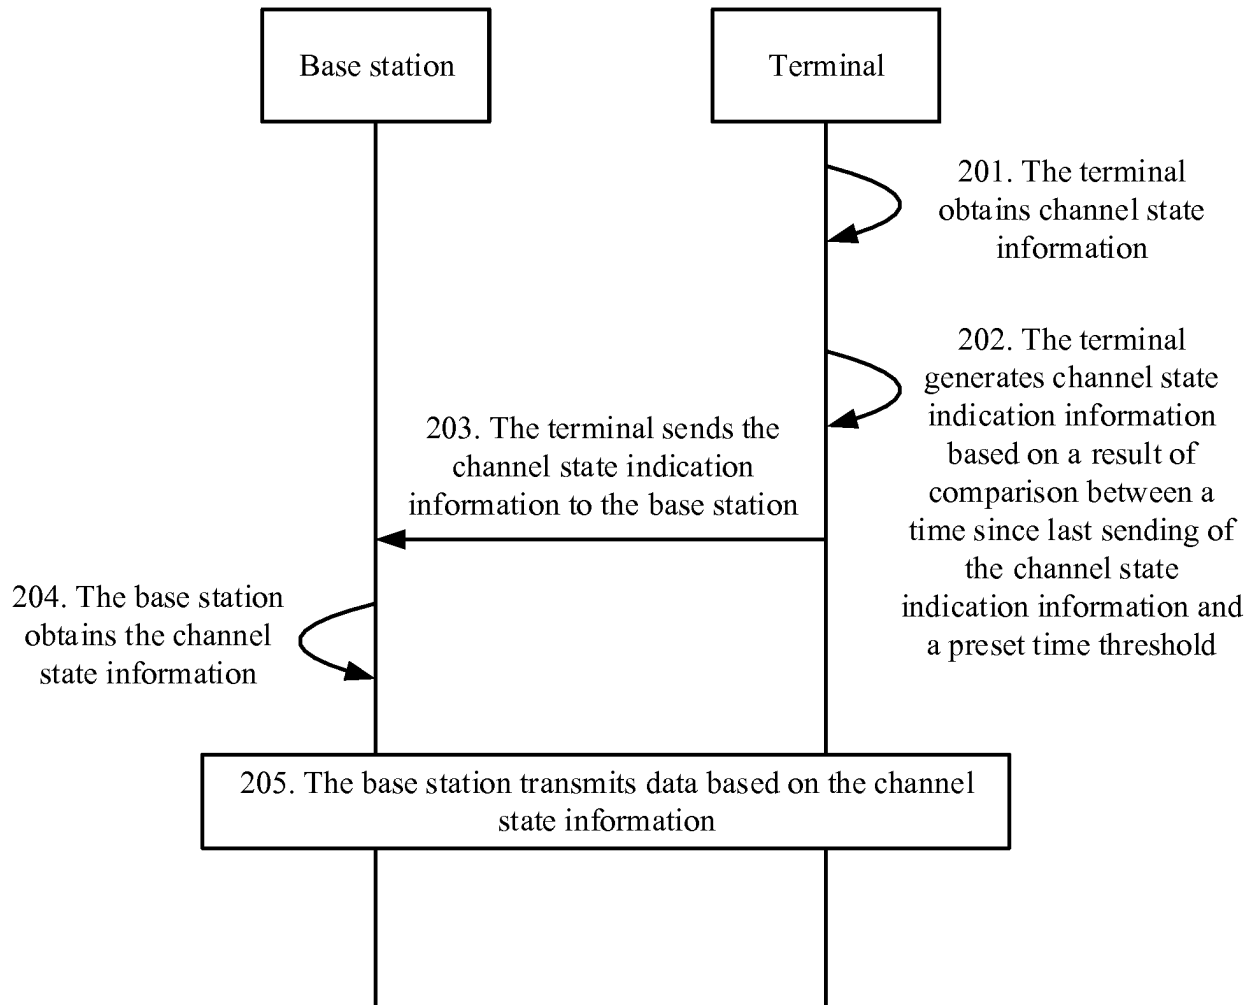 Base station
Terminal
201. The terminal
obtains channel state
information
202. The terminal
generates channel state
indication information
based on a result of
comparison between a
time since last sending of
the channel state
indication information and
a preset time threshold
203. The terminal sends the
channel state indication
information to the base station
204. The base station
obtains the channel
state information
205. The base station transmits data based on the channel
state information